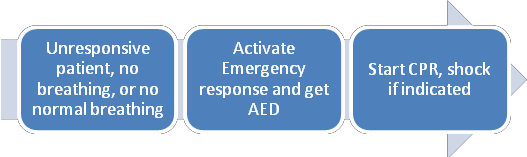 Unresponsive
patient, no
breathing, or no
normal breathing
Activate
Emergency
response and get
AED
Start CPR, shock
if indicated